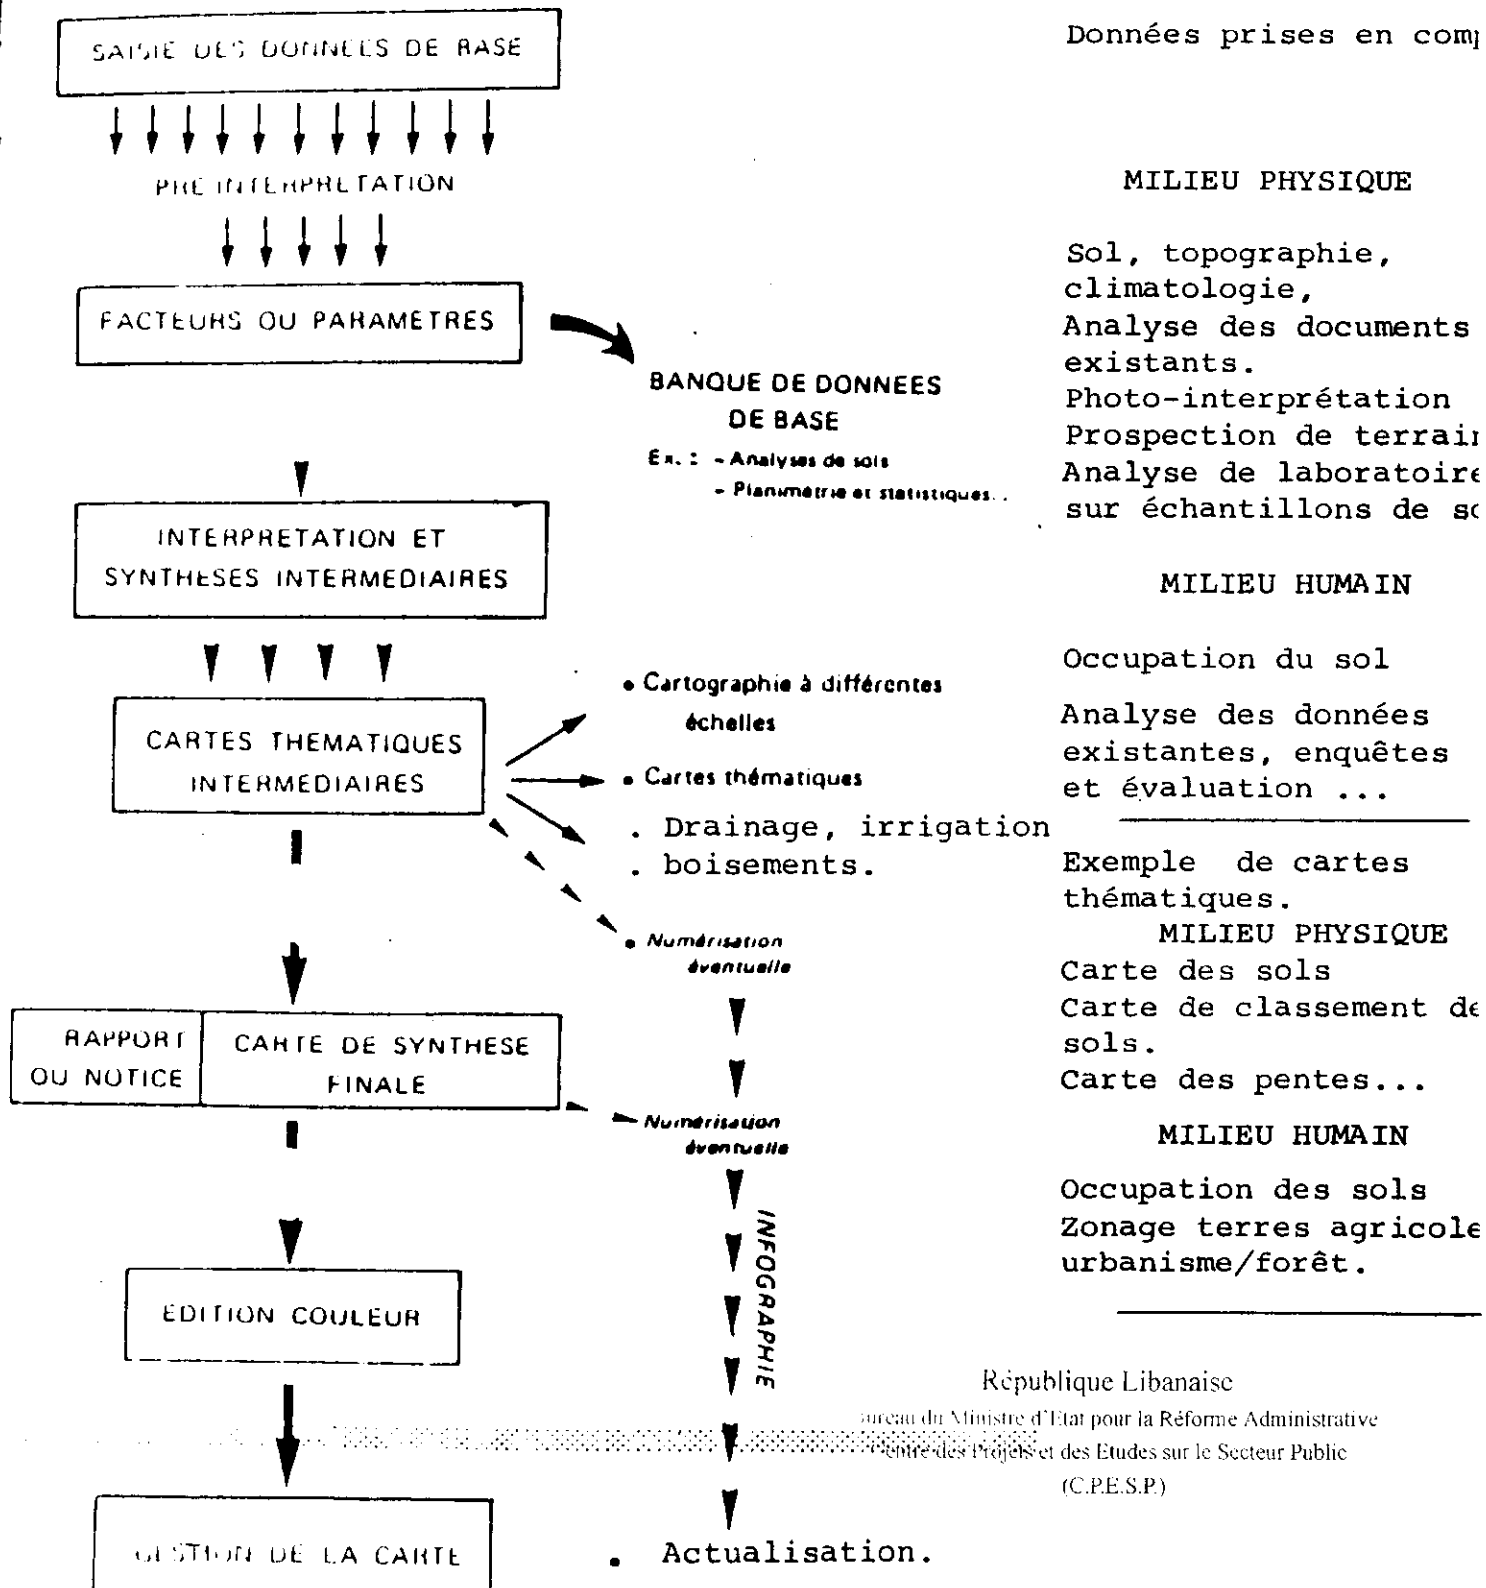 SAISIE DES DONNEES DE BASE
PRE INTERPRETATION
FACTEURS OU PARAMETRES
BANQUE DE DONNEES
DE BASE
Ex. : - Analyses de sols
- Planimétrie et statistiques..
INTERPRETATION ET
SYNTHESES INTERMEDIAIRES
CARTES THEMATIQUES
INTERMEDIAIRES
• Cartographie à différentes
échelles
• Cartes thématiques
. Drainage, irrigation
. boisements.
• Numérisation
éventuelle
RAPPORT
OU NOTICE
CARTE DE SYNTHESE
FINALE
Numérisation
éventuelle
INFOGRAPHIE
EDITION COULEUR
GESTION DE LA CARTE
. Actualisation.
Données prises en
MILIEU PHYSIQUE
Sol, topographie,
climatologie,
Analyse des documents
existants.
Photo-interprétation
Prospection de
Analyse de laboratoire
sur échantillons de
MILIEU HUMAIN
Occupation du sol
Analyse des données
existantes, enquêtes
et évaluation ...
Exemple de cartes
thématiques.
MILIEU PHYSIQUE
Carte des sols
Carte de classement
sols.
Carte des pentes...
MILIEU HUMAIN
Occupation des sols
Zonage terres agricole
urbanisme/forêt.
République Libanaise
Bureau du Ministre d'Etat pour la Réforme Administrative
Centre des Projets et des Etudes sur le Secteur Public
(C.P.E.S.P.)